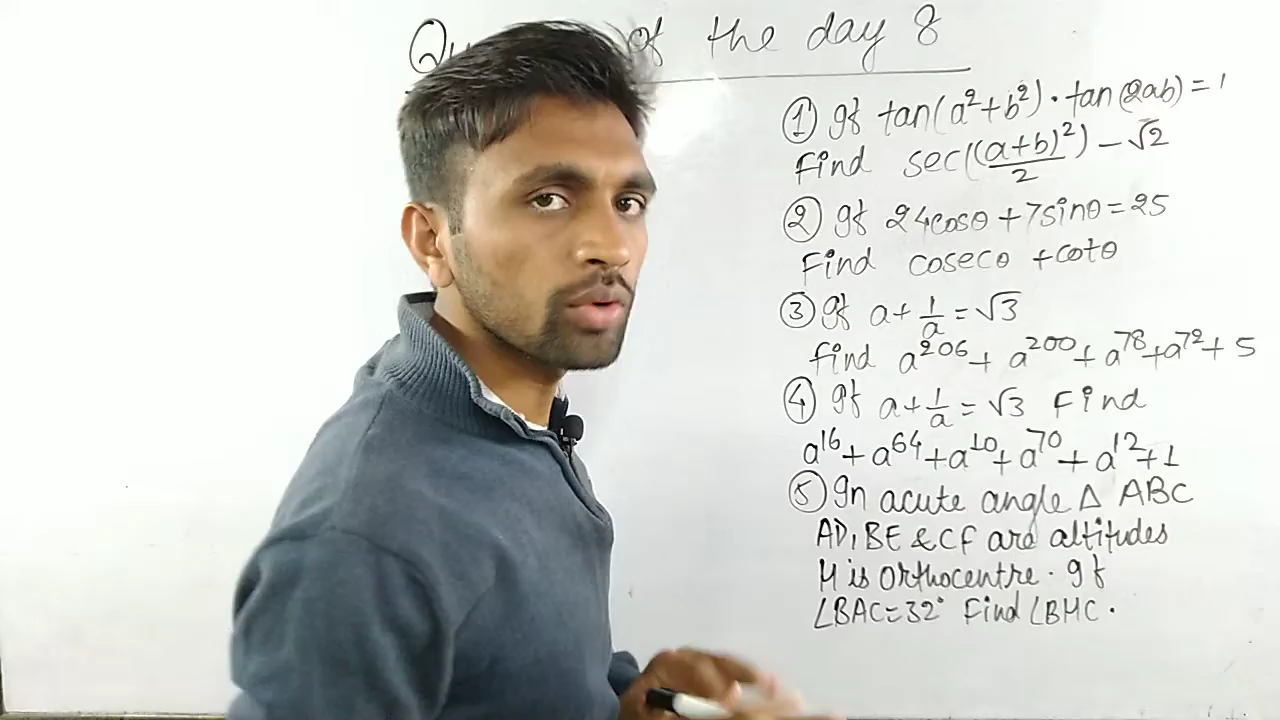 of the day 8
① If tan(a²+b²)·tan(2ab)=1
Find sec((a+b)²/2)-√2
② If 24cosθ+7sinθ=25
Find cosecθ +cotθ
③ If a+1/a=√3
find a²⁰⁶+a²⁰⁰+a⁷⁸+a⁷²+5
④ If a+1/a=√3 Find
a¹⁶+a⁶⁴+a¹⁰+a⁷⁰+a¹²+1
⑤ In acute angle Δ ABC
AD, BE & CF are altitudes
H is Orthocentre. If
∠BAC=32° Find ∠BHC.